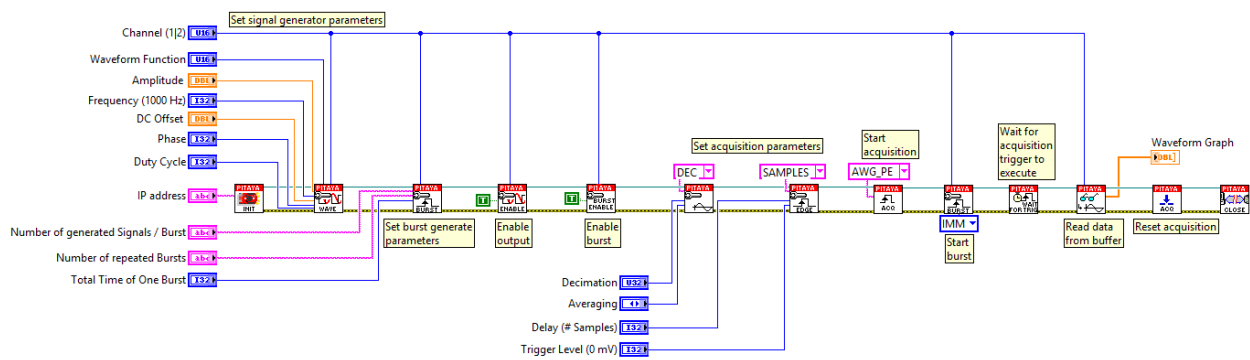 Set signal generator parameters
Channel (1|2)
U16
Waveform Function
U16
Amplitude
DBL
Frequency (1000 Hz)
I32
DC Offset
DBL
Phase
I32
Duty Cycle
I32
IP address
abc
Number of generated Signals / Burst
abc
Number of repeated Bursts
abc
Total Time of One Burst
I32
PITAYA
INIT
PITAYA
WAVE
PITAYA
BURST
Set burst generate
parameters
T
PITAYA
ENABLE
Enable
output
T
PITAYA
BURST
ENABLE
Enable
burst
Set acquisition parameters
DEC
PITAYA
SAMPLES
PITAYA
EDGE
Decimation
U32
Averaging
Delay (# Samples)
I32
Trigger Level (0 mV)
I32
Start
acquisition
AWG_PE
PITAYA
ACQ
PITAYA
BURST
IMM
Start
burst
Wait for
acquisition
trigger to
execute
PITAYA
WAIT
FOR TRIG
PITAYA
Read data
from buffer
Waveform Graph
DBL
PITAYA
ACQ
Reset acquisition
PITAYA
CLOSE